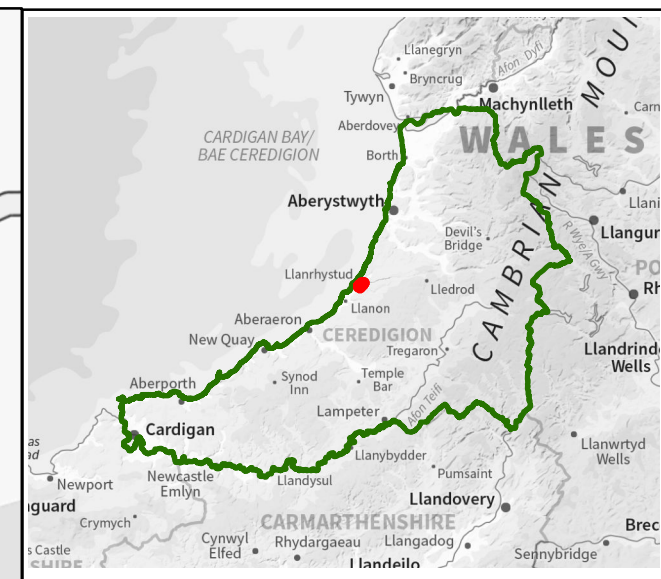 Llanegryn
Bryncrug
Afon Dyfi
MOU
Tywyn
Machynlleth
Aberdovey
CARDIGAN BAY/
BAE CEREDIGION
WALES
Borth
Aberystwyth
Llangur
Devil's
Bridge
R Wye/A Gwy
CAMBRIAN
PO
Llanrhystud
Ledrod
Rh
Llanon
Aberaeron
CEREDIGION
New Quay
Tregaron
Llandrind
Wells
Synod
Inn
Temple
Bar
Aberporth
Afon Teifi
Lampeter
Cardigan
Llanwrtyd
Wells
Llanybydder
Newcastle
Emlyn
Llandysul
Pumsaint
Newport
Llandovery
guard
Crymych
CARMARTHENSHIRE
Brec
Cynwyl
Elfed
Rhydargaeau
Llangadog
Sennybridge
s Castle
SHIRE
Llandeilo